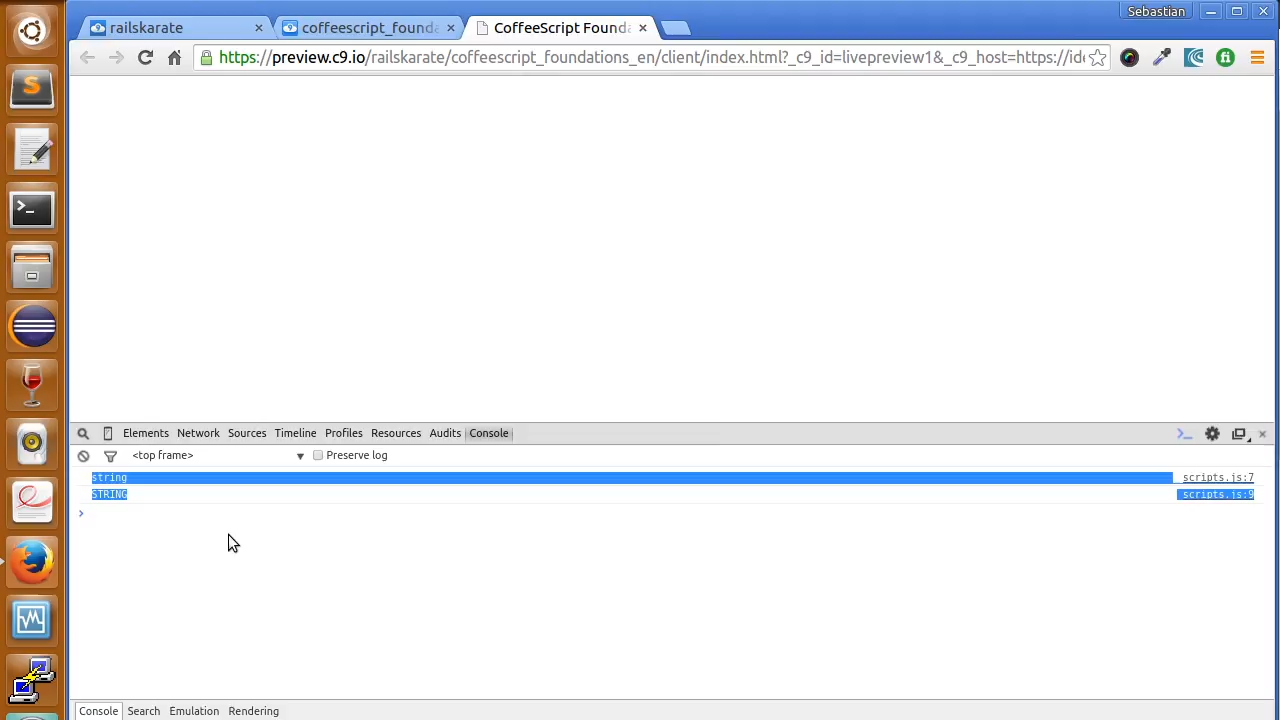 Sebastian
railskarate
coffeescript_founda
CoffeeScript Founda
https://preview.c9.io/railskarate/coffeescript_foundations_en/client/index.html?_c9_id=livepreview1&_c9_host=https://ide
Elements Network Sources Timeline Profiles Resources Audits Console
<top frame> Preserve log
string scripts.js:7
STRING scripts.js:9
Console Search Emulation Rendering